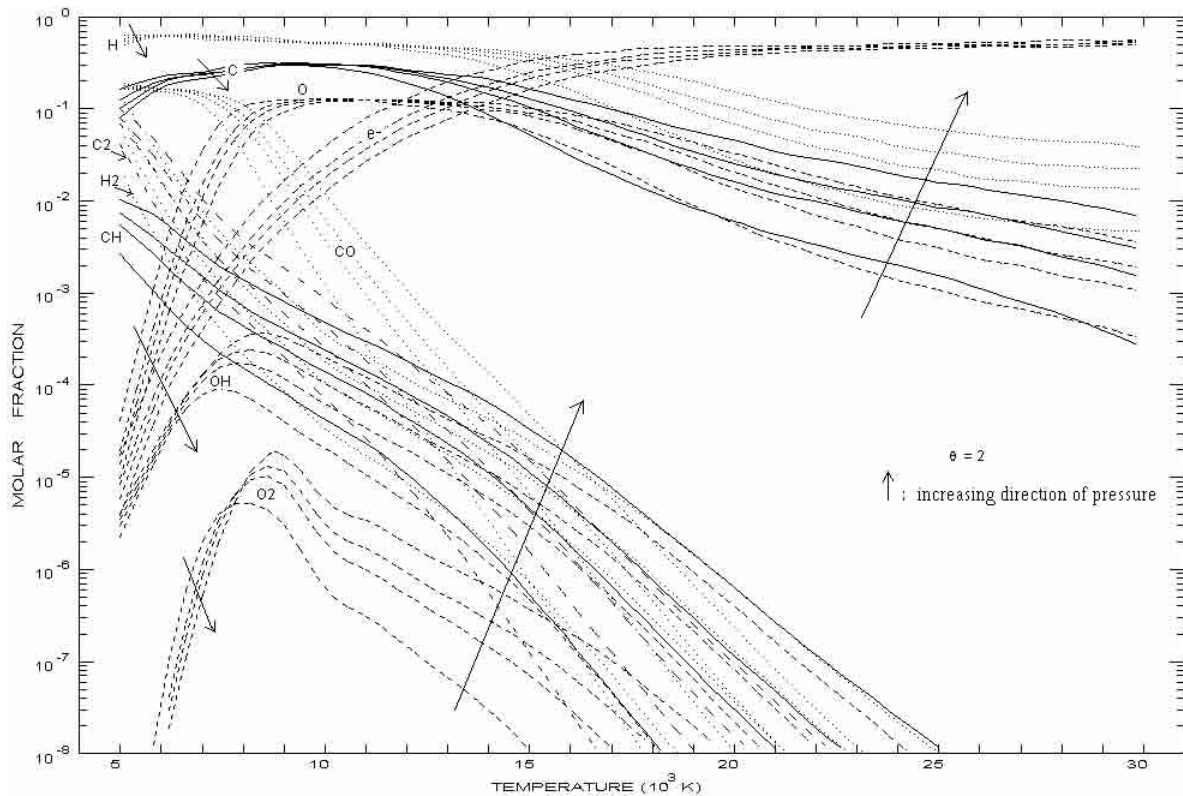 10^0
10^-1
10^-2
10^-3
10^-4
10^-5
10^-6
10^-7
10^-8
MOLAR FRACTION
H
C
O
e-
C2
H2
CH
CO
OH
O2
θ = 2
↑ : increasing direction of pressure
5 10 15 20 25 30
TEMPERATURE (10^3 K)